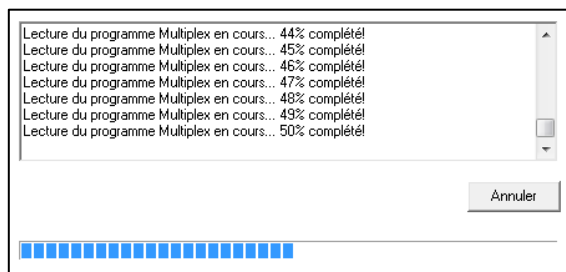 Lecture du programme Multiplex en cours... 44% complété!
Lecture du programme Multiplex en cours... 45% complété!
Lecture du programme Multiplex en cours... 46% complété!
Lecture du programme Multiplex en cours... 47% complété!
Lecture du programme Multiplex en cours... 48% complété!
Lecture du programme Multiplex en cours... 49% complété!
Lecture du programme Multiplex en cours... 50% complété!
Annuler